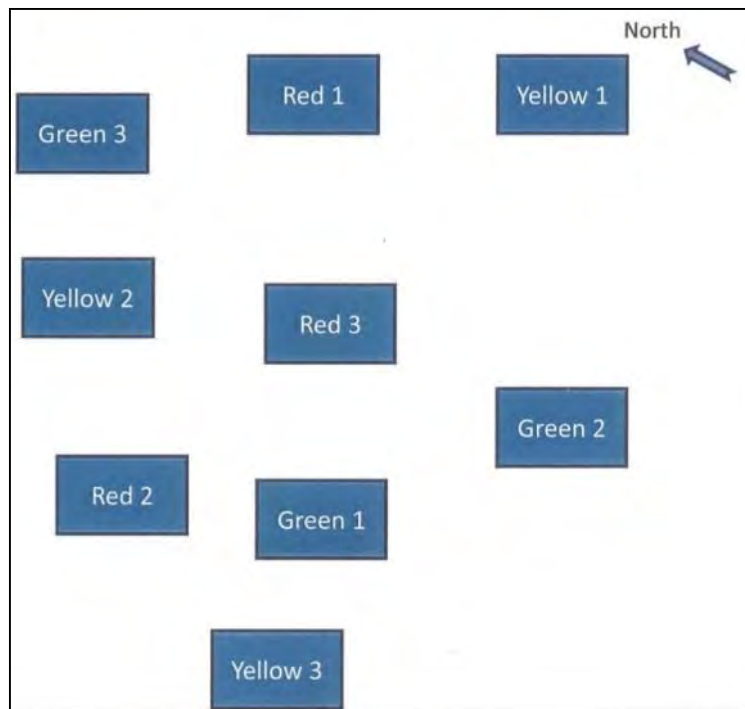 North
Red 1
Yellow 1
Green 3
Yellow 2
Red 3
Green 2
Red 2
Green 1
Yellow 3